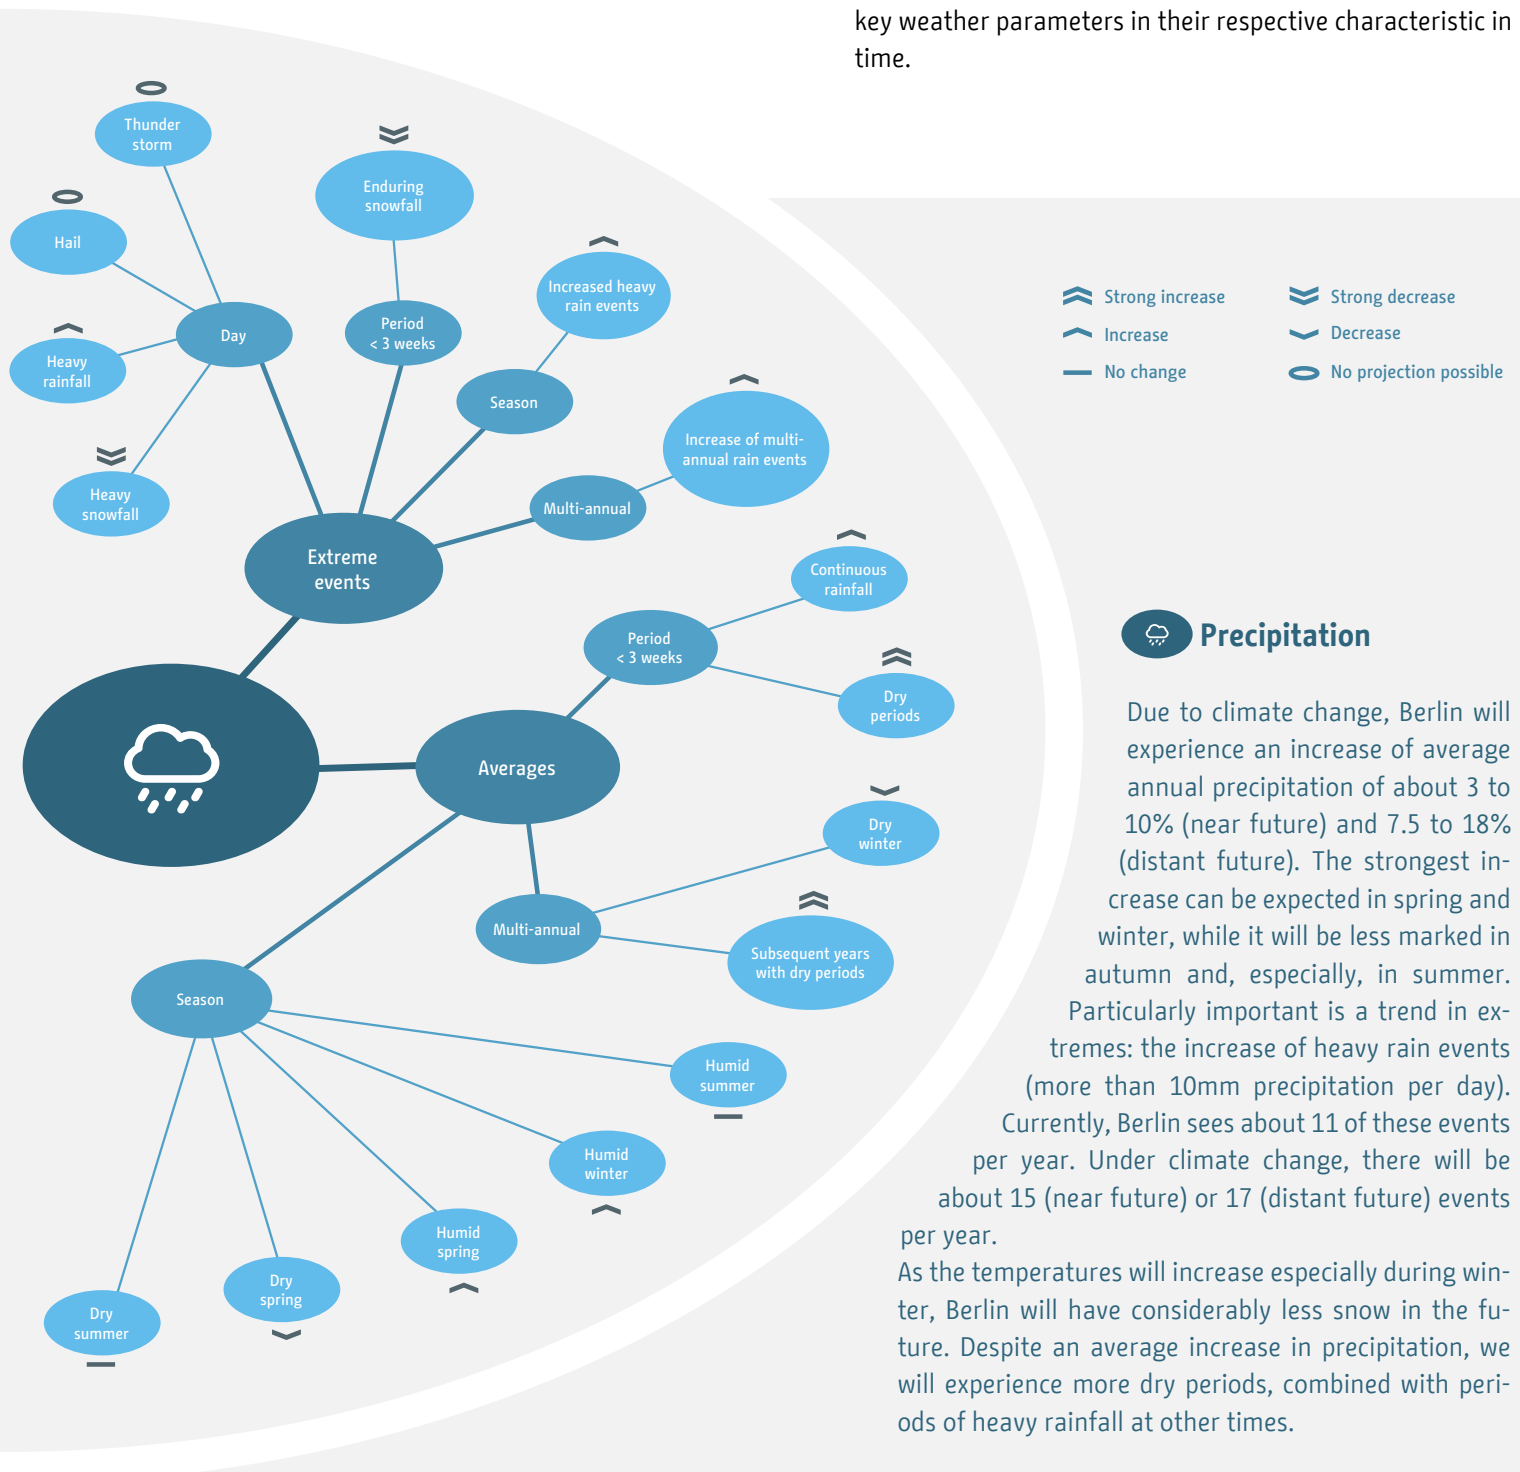 key weather parameters in their respective characteristic in
time.
Thunder
storm
Hail
Heavy
rainfall
Heavy
snowfall
Day
Enduring
snowfall
Period
< 3 weeks
Increased heavy
rain events
Season
Increase of multi-
annual rain events
Multi-annual
Extreme
events
Strong increase
Increase
No change
Strong decrease
Decrease
No projection possible
Continuous
rainfall
Period
< 3 weeks
Dry
periods
Averages
Dry
winter
Multi-annual
Subsequent years
with dry periods
Season
Humid
summer
Humid
winter
Humid
spring
Dry
spring
Dry
summer
Precipitation
Due to climate change, Berlin will
experience an increase of average
annual precipitation of about 3 to
10% (near future) and 7.5 to 18%
(distant future). The strongest in-
crease can be expected in spring and
winter, while it will be less marked in
autumn and, especially, in summer.
Particularly important is a trend in ex-
tremes: the increase of heavy rain events
(more than 10mm precipitation per day).
Currently, Berlin sees about 11 of these events
per year. Under climate change, there will be
about 15 (near future) or 17 (distant future) events
per year.
As the temperatures will increase especially during win-
ter, Berlin will have considerably less snow in the fu-
ture. Despite an average increase in precipitation, we
will experience more dry periods, combined with peri-
ods of heavy rainfall at other times.